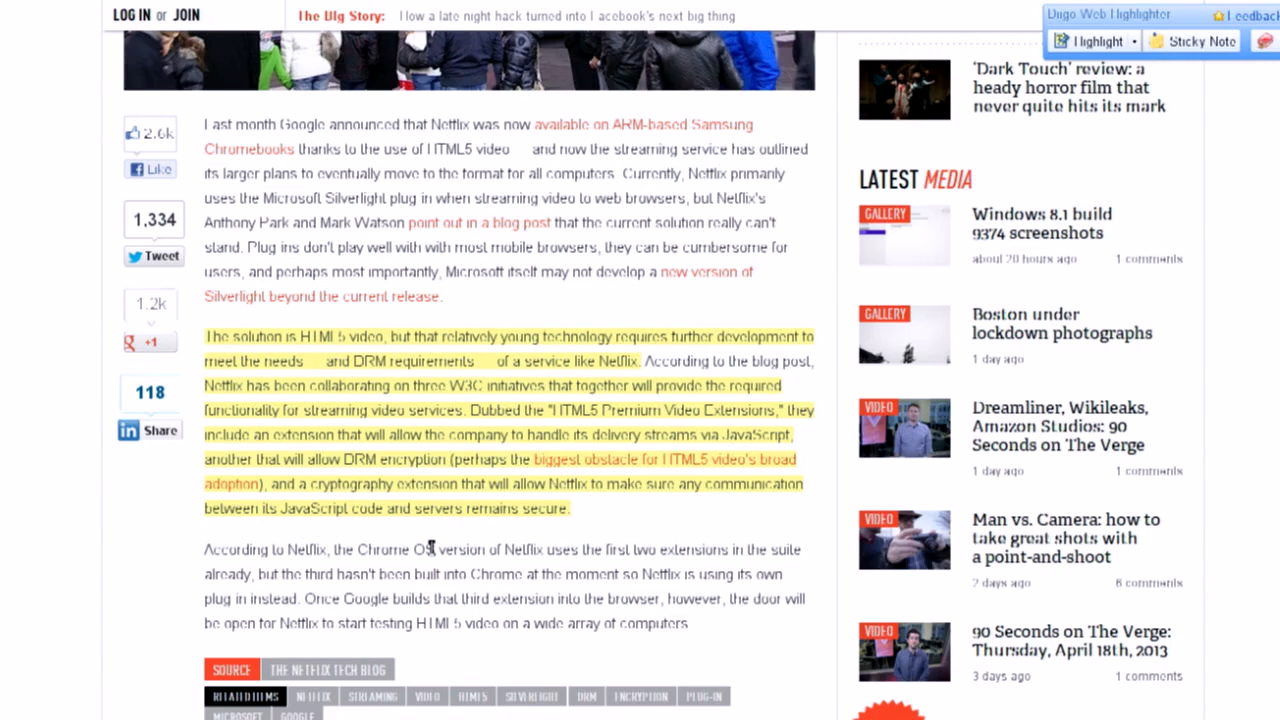 LOG IN or JOIN
The Big Story: How a late night hack turned into Facebook's next big thing
Diigo Web Highlighter
Feedback
Highlight
Sticky Note
'Dark Touch' review: a
heady horror film that
never quite hits its mark
2.6k
Like
1,334
Tweet
1.2k
+1
118
Share
Last month Google announced that Netflix was now available on ARM-based Samsung
Chromebooks thanks to the use of HTML5 video and now the streaming service has outlined
its larger plans to eventually move to the format for all computers. Currently, Netflix primarily
uses the Microsoft Silverlight plug in when streaming video to web browsers, but Netflix's
Anthony Park and Mark Watson point out in a blog post that the current solution really can't
stand. Plug ins don't play well with with most mobile browsers, they can be cumbersome for
users, and perhaps most importantly, Microsoft itself may not develop a new version of
Silverlight beyond the current release.
The solution is HTML5 video, but that relatively young technology requires further development to
meet the needs and DRM requirements of a service like Netflix. According to the blog post,
Netflix has been collaborating on three W3C initiatives that together will provide the required
functionality for streaming video services. Dubbed the "HTML5 Premium Video Extensions," they
include an extension that will allow the company to handle its delivery streams via JavaScript,
another that will allow DRM encryption (perhaps the biggest obstacle for HTML5 video's broad
adoption), and a cryptography extension that will allow Netflix to make sure any communication
between its JavaScript code and servers remains secure.
According to Netflix, the Chrome OS version of Netflix uses the first two extensions in the suite
already, but the third hasn't been built into Chrome at the moment so Netflix is using its own
plug in instead. Once Google builds that third extension into the browser, however, the door will
be open for Netflix to start testing HTML5 video on a wide array of computers
SOURCE THE NETFLIX TECH BLOG
RELATED ITEMS NETFLIX STREAMING VIDEO HTML5 SILVERLIGHT DRM ENCRYPTION PLUG-IN
MICROSOFT GOOGLE
LATEST MEDIA
GALLERY
Windows 8.1 build
9374 screenshots
about 20 hours ago 1 comments
GALLERY
Boston under
lockdown photographs
1 day ago
VIDEO
Dreamliner, Wikileaks,
Amazon Studios: 90
Seconds on The Verge
1 day ago 1 comments
VIDEO
Man vs. Camera: how to
take great shots with
a point-and-shoot
2 days ago 6 comments
VIDEO
90 Seconds on The Verge:
Thursday, April 18th, 2013
3 days ago 1 comments